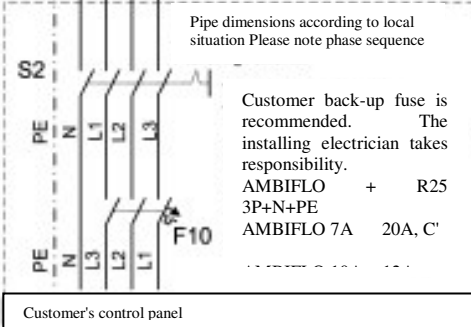 Pipe dimensions according to local
situation Please note phase sequence
S2
PE
N
L1
L2
L3
Customer back-up fuse is
recommended. The
installing electrician takes
responsibility.
AMBIFLO + R25
3P+N+PE
AMBIFLO 7A 20A, C'
F10
PE
N
L3
L2
L1
Customer's control panel